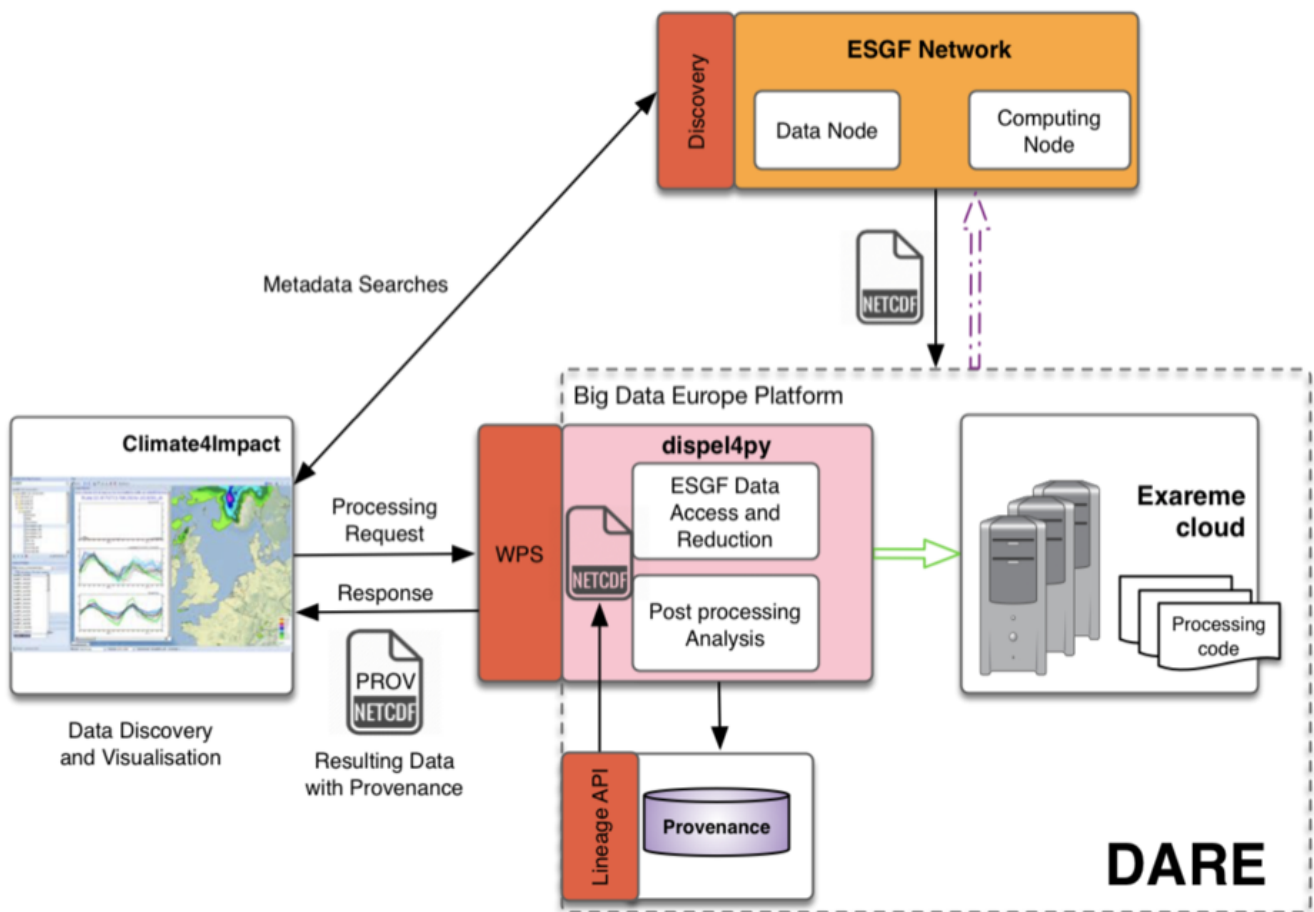 ESGF Network
Discovery
Data Node
Computing
Node
NETCDF
Metadata Searches
Big Data Europe Platform
Climate4Impact
dispel4py
ESGF Data
Access and
Reduction
Processing
Request
WPS
NETCDF
Exareme
cloud
Response
Post processing
Analysis
Processing
code
PROV
NETCDF
Data Discovery
and Visualisation
Resulting Data
with Provenance
Lineage API
Provenance
DARE